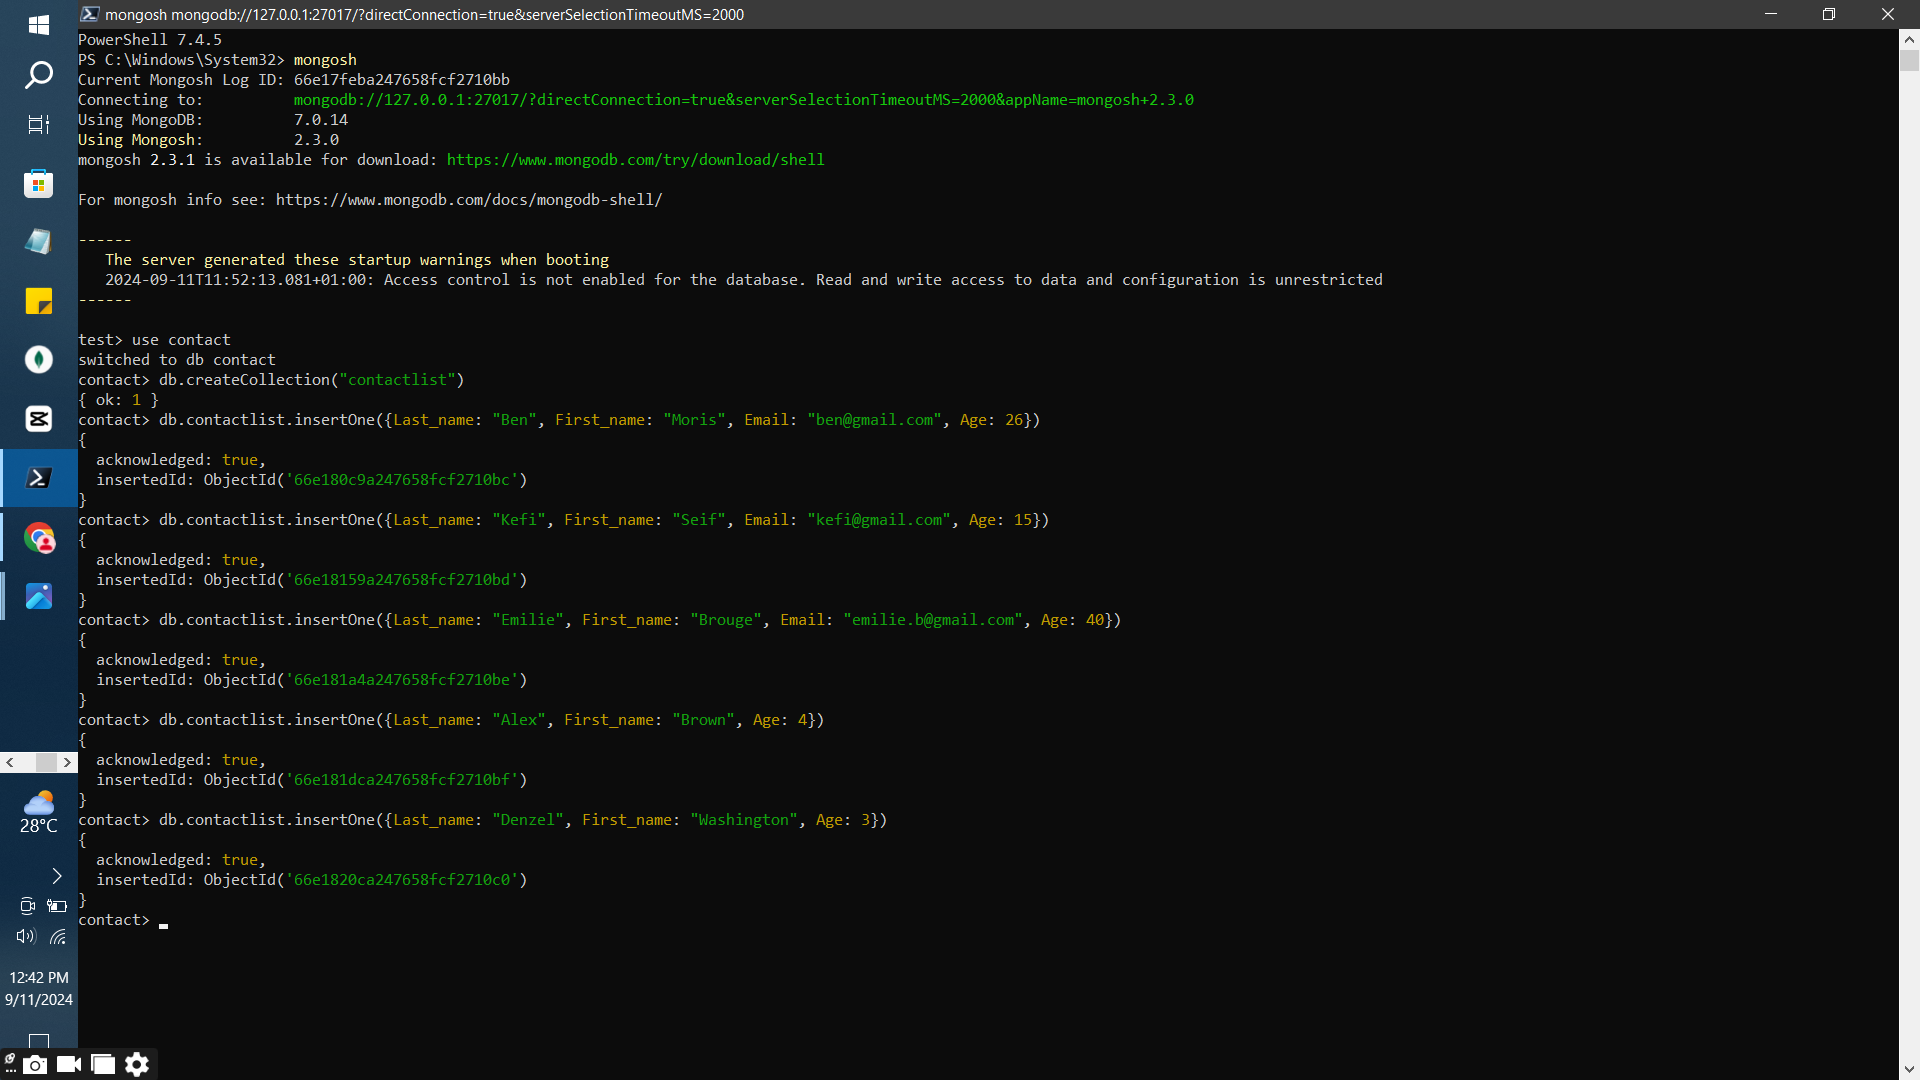 mongosh mongodb://127.0.0.1:27017/?directConnection=true&serverSelectionTimeoutMS=2000
PowerShell 7.4.5
PS C:\Windows\System32> mongosh
Current Mongosh Log ID: 66e17feba247658fcf2710bb
Connecting to:          mongodb://127.0.0.1:27017/?directConnection=true&serverSelectionTimeoutMS=2000&appName=mongosh+2.3.0
Using MongoDB:          7.0.14
Using Mongosh:          2.3.0
mongosh 2.3.1 is available for download: https://www.mongodb.com/try/download/shell
For mongosh info see: https://www.mongodb.com/docs/mongodb-shell/
------
   The server generated these startup warnings when booting
   2024-09-11T11:52:13.081+01:00: Access control is not enabled for the database. Read and write access to data and configuration is unrestricted
------
test> use contact
switched to db contact
contact> db.createCollection("contactlist")
{ ok: 1 }
contact> db.contactlist.insertOne({Last_name: "Ben", First_name: "Moris", Email: "ben@gmail.com", Age: 26})
{
  acknowledged: true,
  insertedId: ObjectId('66e180c9a247658fcf2710bc')
}
contact> db.contactlist.insertOne({Last_name: "Kefi", First_name: "Seif", Email: "kefi@gmail.com", Age: 15})
{
  acknowledged: true,
  insertedId: ObjectId('66e18159a247658fcf2710bd')
}
contact> db.contactlist.insertOne({Last_name: "Emilie", First_name: "Brouge", Email: "emilie.b@gmail.com", Age: 40})
{
  acknowledged: true,
  insertedId: ObjectId('66e181a4a247658fcf2710be')
}
contact> db.contactlist.insertOne({Last_name: "Alex", First_name: "Brown", Age: 4})
{
  acknowledged: true,
  insertedId: ObjectId('66e181dca247658fcf2710bf')
}
contact> db.contactlist.insertOne({Last_name: "Denzel", First_name: "Washington", Age: 3})
{
  acknowledged: true,
  insertedId: ObjectId('66e1820ca247658fcf2710c0')
}
contact>
28°C
12:42 PM
9/11/2024